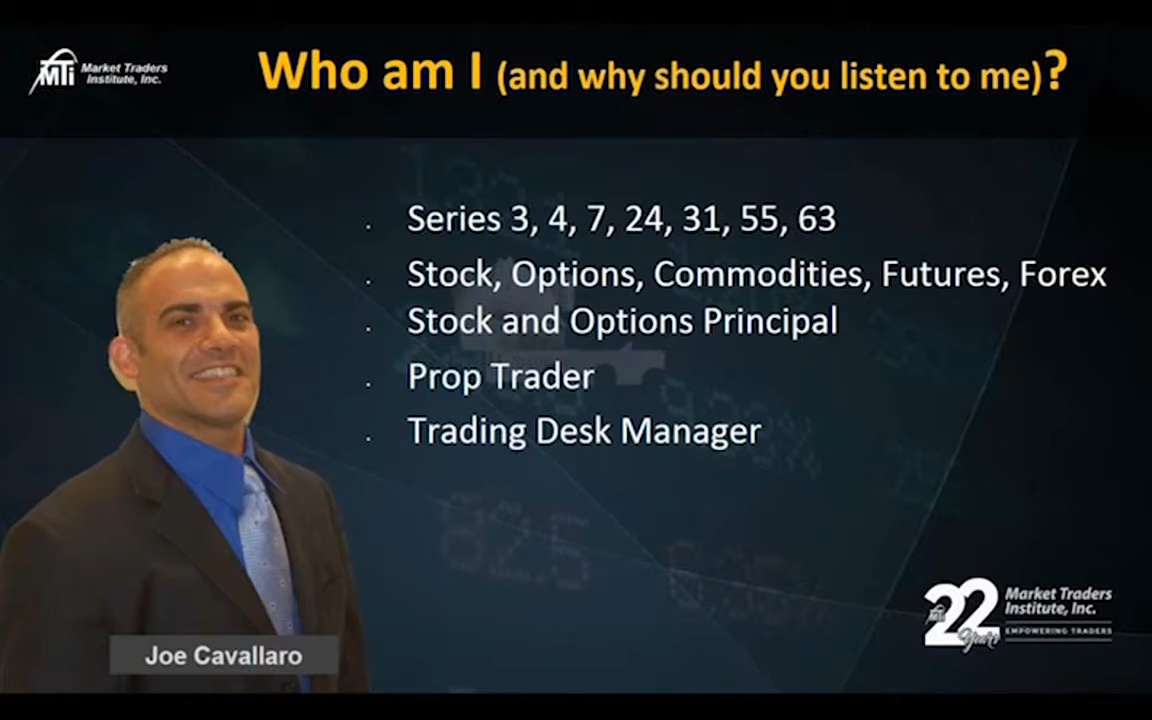 MTI Market Traders
Institute, Inc.
Who am I (and why should you listen to me)?
Series 3, 4, 7, 24, 31, 55, 63
Stock, Options, Commodities, Futures, Forex
Stock and Options Principal
Prop Trader
Trading Desk Manager
Joe Cavallaro
MTI 22 Years
Market Traders
Institute, Inc.
EMPOWERING TRADERS